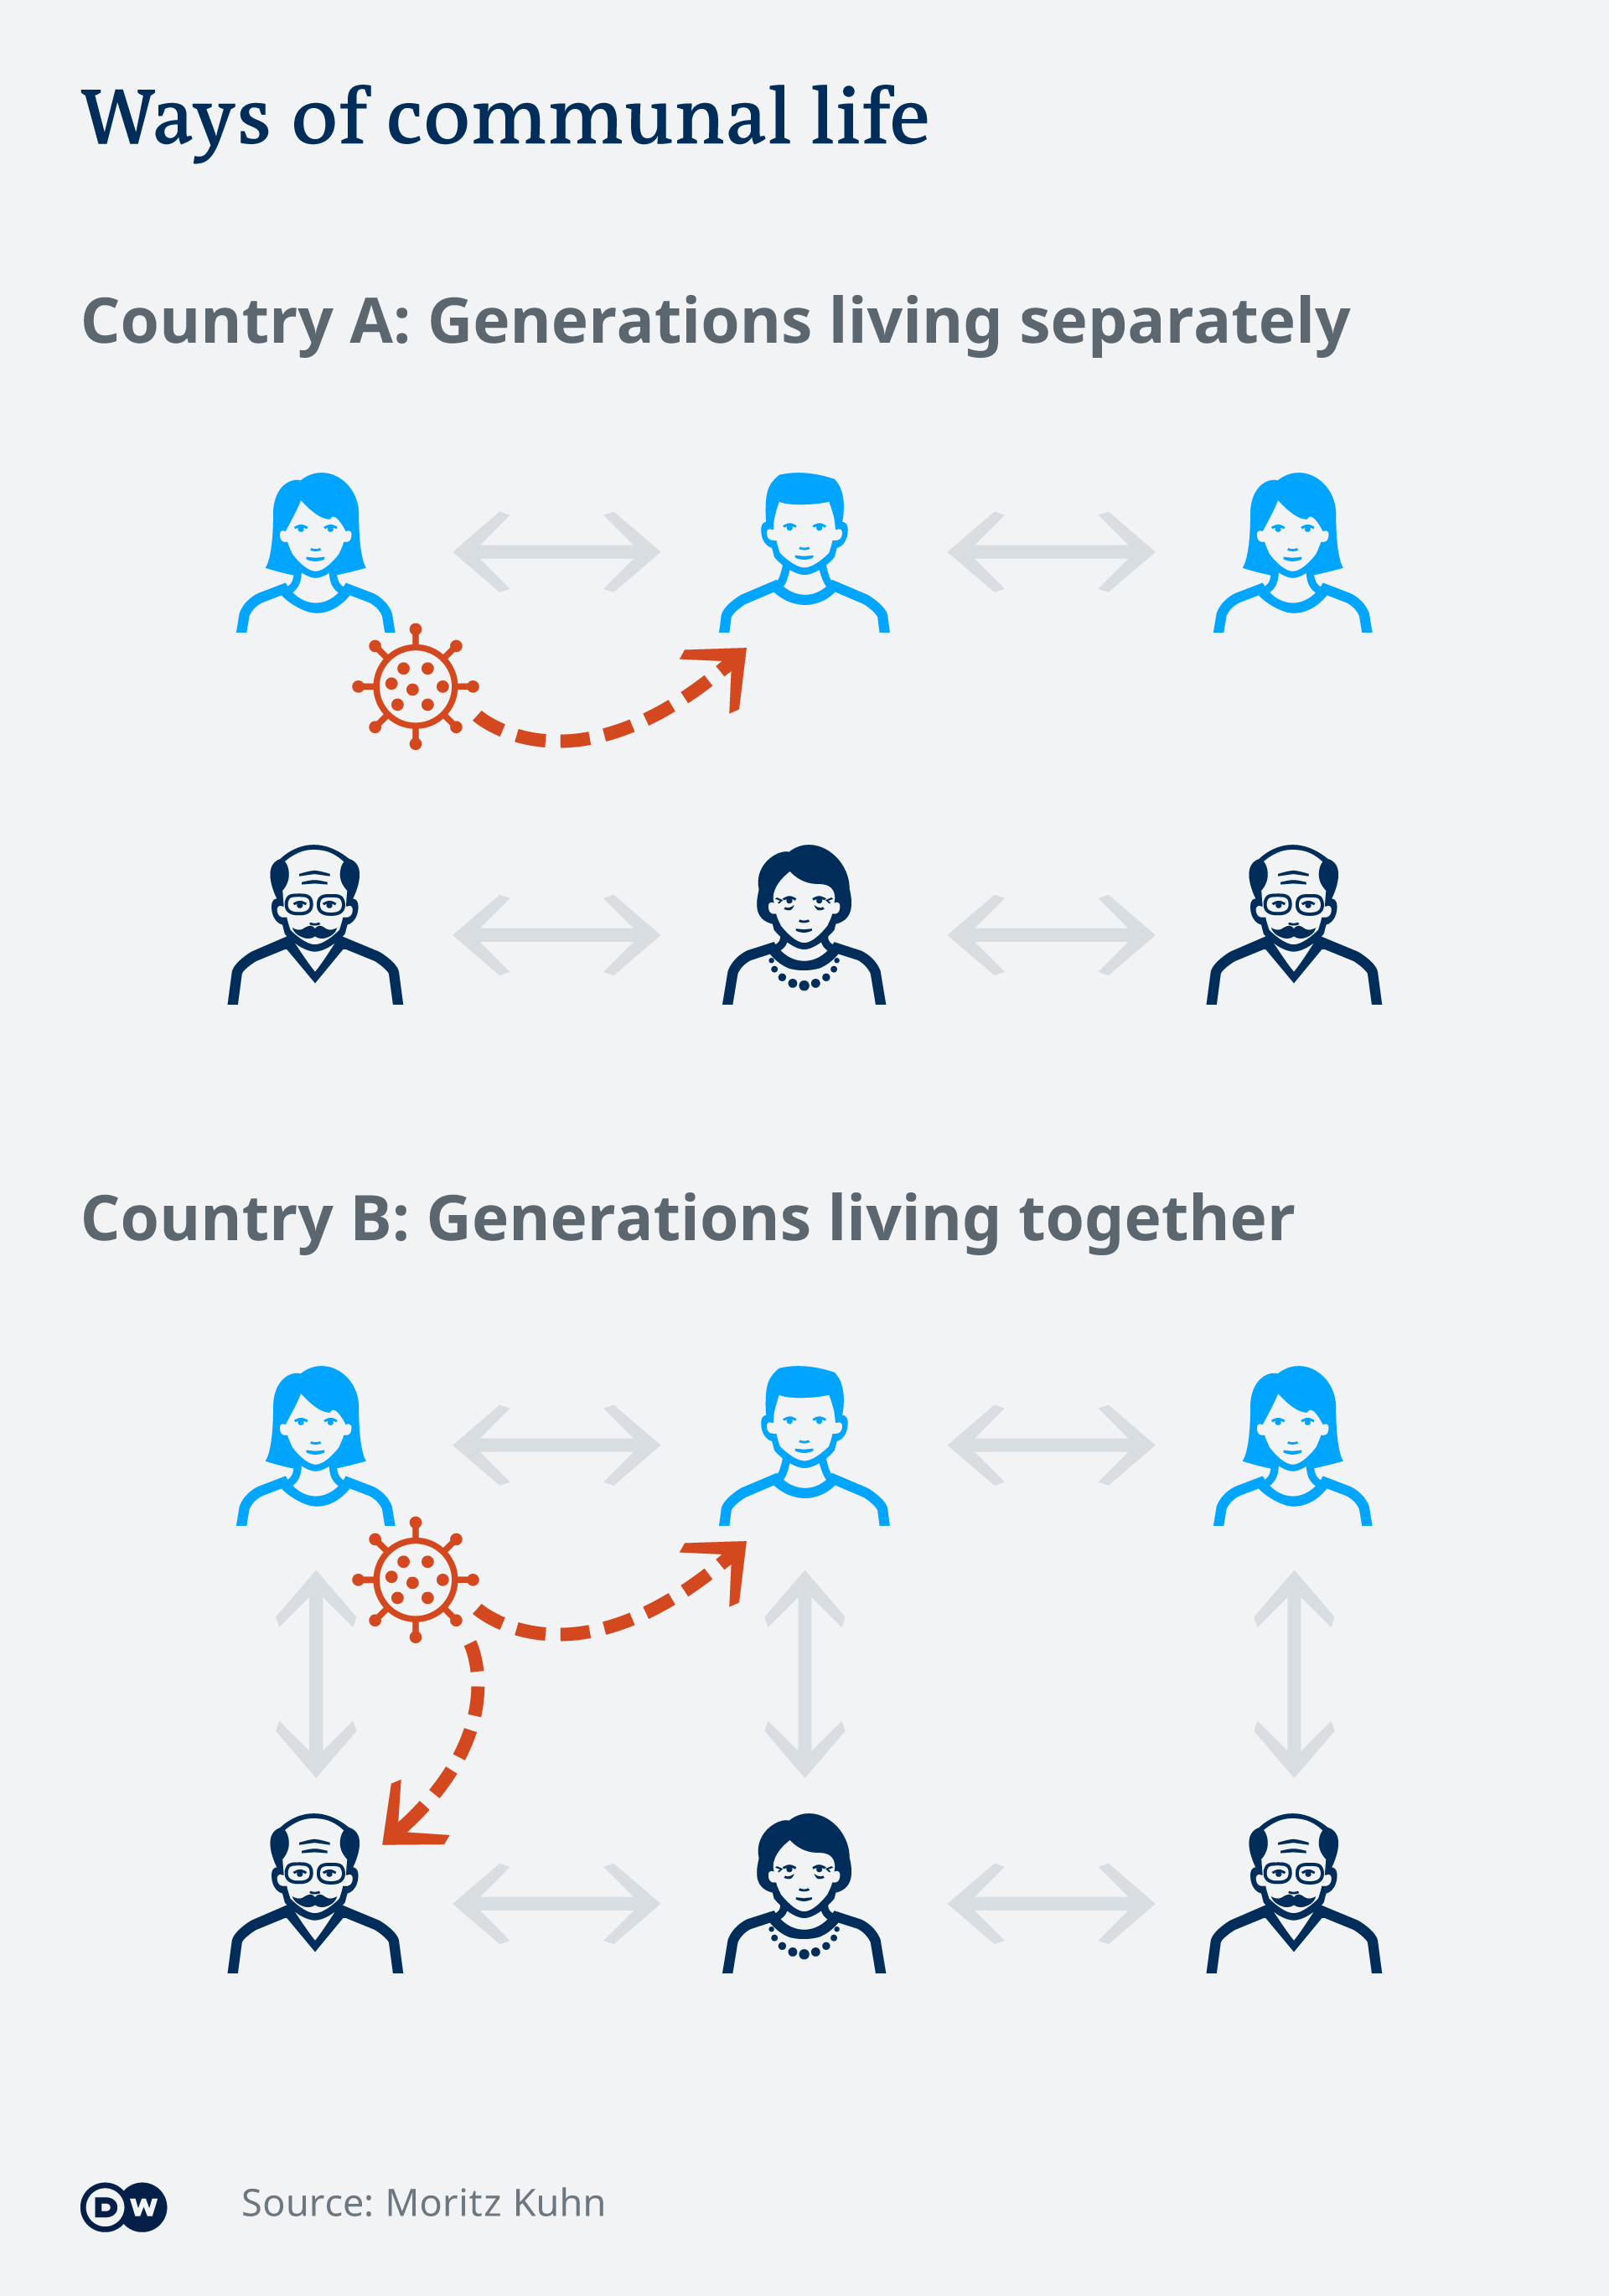 Ways of communal life
Country A: Generations living separately
Country B: Generations living together
DW
Source: Moritz Kuhn